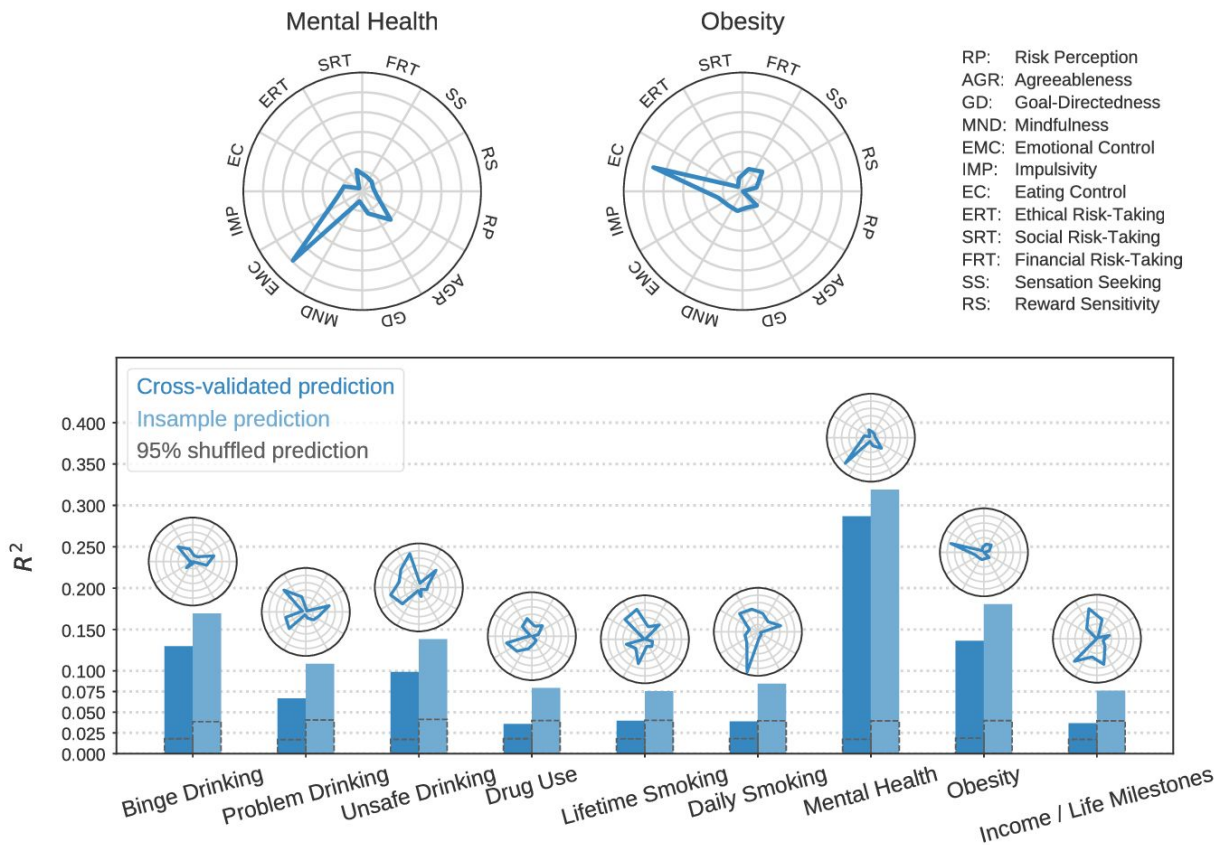 Mental Health
SRT
FRT
ERT
SS
EC
RS
IMP
RP
EMC
AGR
MND
GD
Obesity
SRT
FRT
ERT
SS
EC
RS
IMP
RP
EMC
AGR
MND
GD
RP: Risk Perception
AGR: Agreeableness
GD: Goal-Directedness
MND: Mindfulness
EMC: Emotional Control
IMP: Impulsivity
EC: Eating Control
ERT: Ethical Risk-Taking
SRT: Social Risk-Taking
FRT: Financial Risk-Taking
SS: Sensation Seeking
RS: Reward Sensitivity
Cross-validated prediction
Insample prediction
95% shuffled prediction
R²
0.400
0.350
0.300
0.250
0.200
0.150
0.100
0.075
0.050
0.025
0.000
Binge Drinking
Problem Drinking
Unsafe Drinking
Drug Use
Lifetime Smoking
Daily Smoking
Mental Health
Obesity
Income / Life Milestones